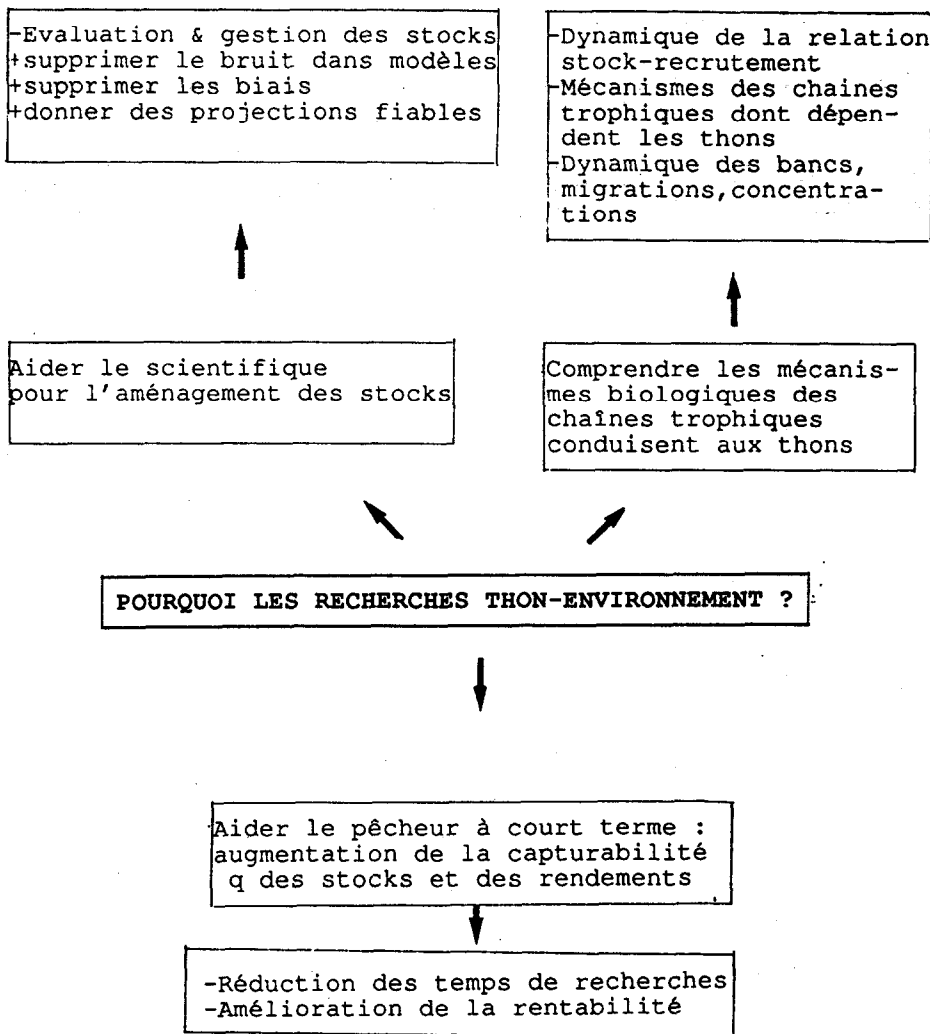 -Evaluation & gestion des stocks
+supprimer le bruit dans modèles
+supprimer les biais
+donner des projections fiables
-Dynamique de la relation
stock-recrutement
-Mécanismes des chaines
trophiques dont dépen-
dent les thons
-Dynamique des bancs,
migrations,concentra-
tions
Aider le scientifique
pour l'aménagement des stocks
Comprendre les mécanis-
mes biologiques des
chaînes trophiques
conduisent aux thons
POURQUOI LES RECHERCHES THON-ENVIRONNEMENT ?
Aider le pêcheur à court terme :
augmentation de la capturabilité
q des stocks et des rendements
-Réduction des temps de recherches
-Amélioration de la rentabilité